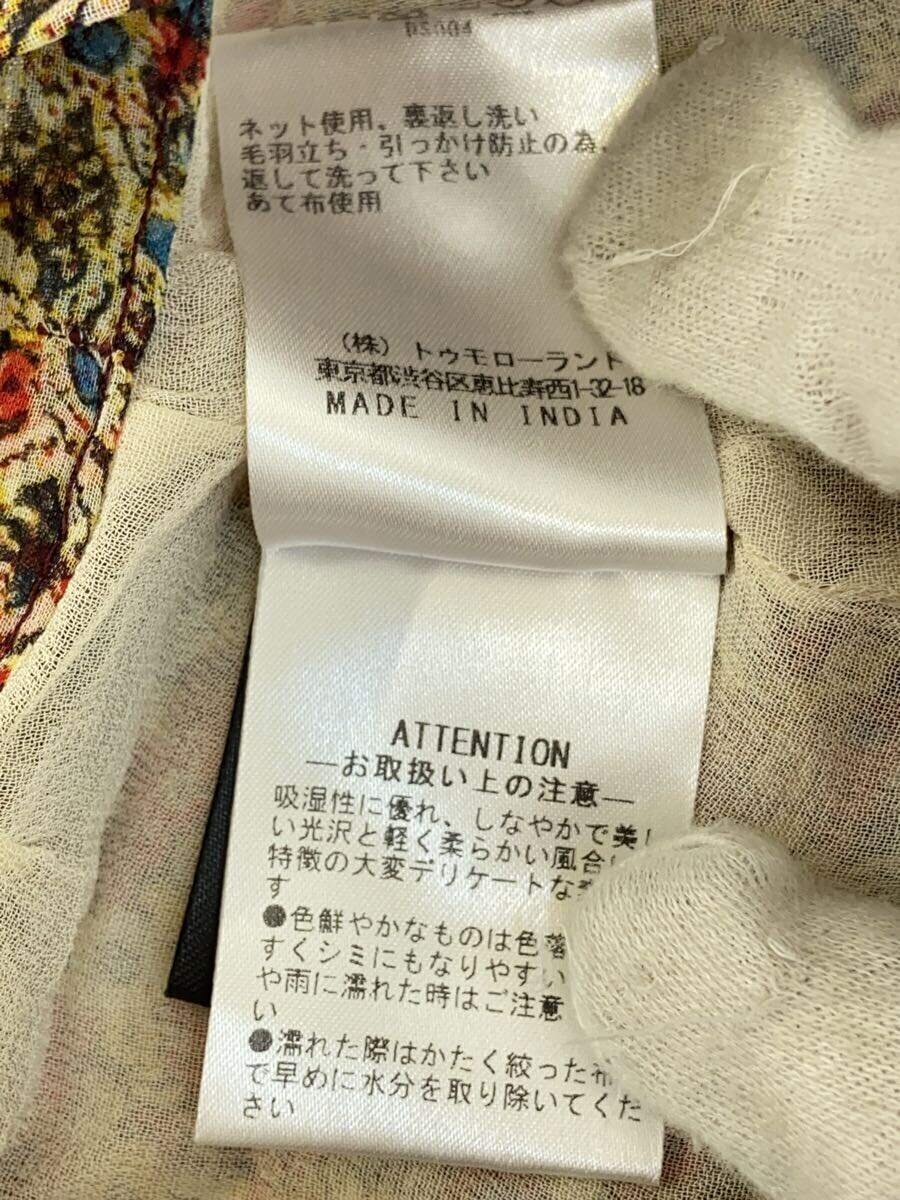 DS004
ネット使用、裏返し洗い
毛羽立ち・引っかけ防止の為、
返して洗って下さい
あて布使用
(株)トゥモローランド
東京都渋谷区恵比寿西1-32-18
MADE IN INDIA
ATTENTION
―お取扱い上の注意―
吸湿性に優れ、しなやかで美し
い光沢と軽く柔らかい風合い
特徴の大変デリケートな
す
●色鮮やかなものは色落
すくシミにもなりやすい
や雨に濡れた時はご注意
い
●濡れた際はかたく絞った布
で早めに水分を取り除いてくだ
さい